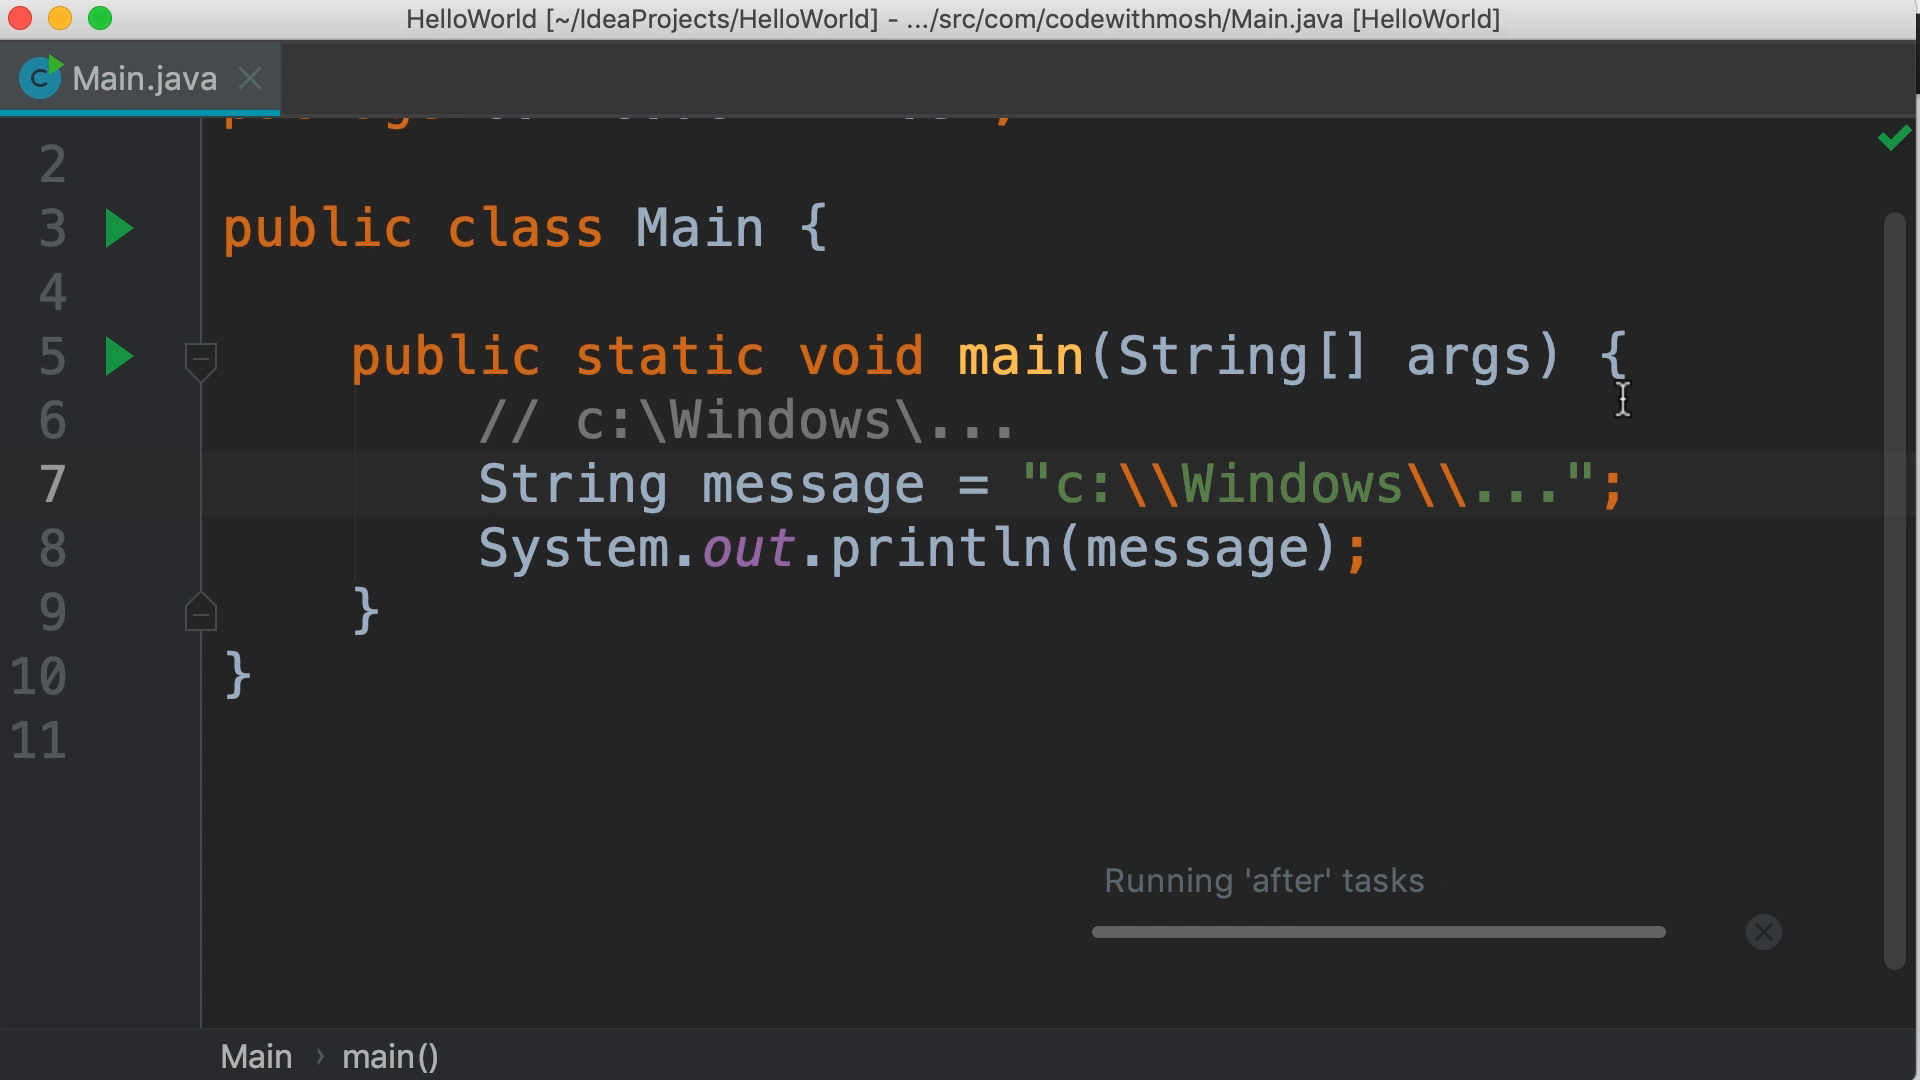 HelloWorld [~/IdeaProjects/HelloWorld] - .../src/com/codewithmosh/Main.java [HelloWorld]
Main.java
2
3 public class Main {
4
5 public static void main(String[] args) {
6 // c:\Windows\...
7 String message = "c:\\Windows\\...";
8 System.out.println(message);
9 }
10 }
11
Running 'after' tasks
Main › main()